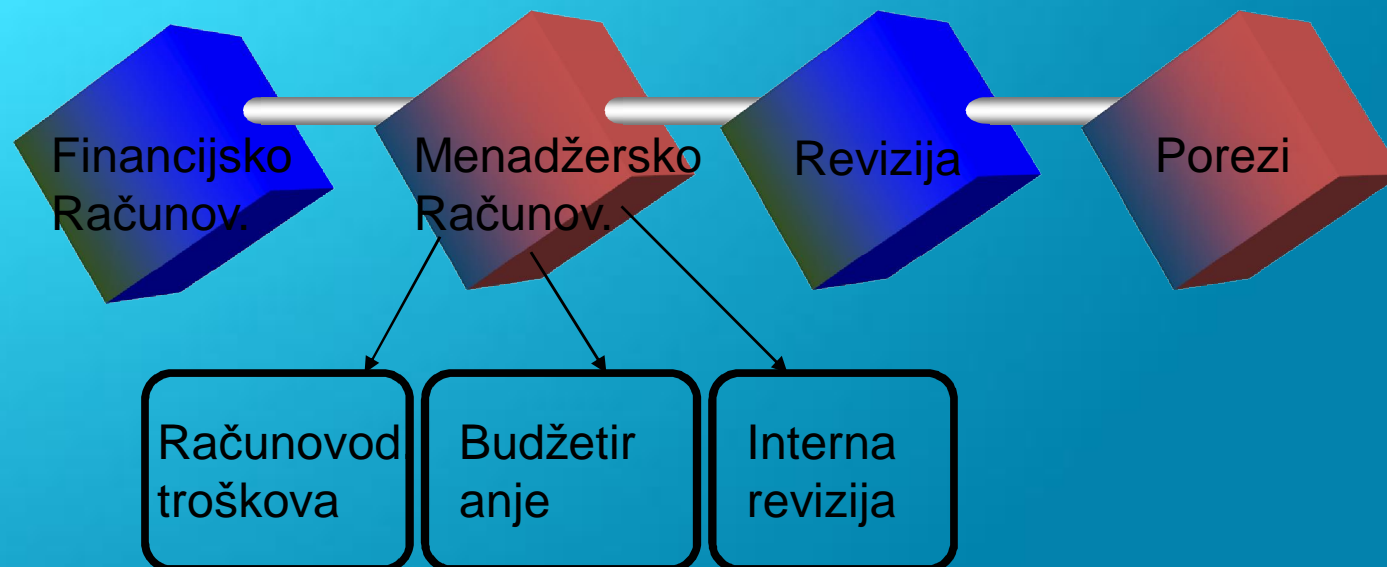 Financijsko
Računov.
Menadžersko
Računov.
Revizija
Porezi
Računovod
troškova
Budžetir
anje
Interna
revizija